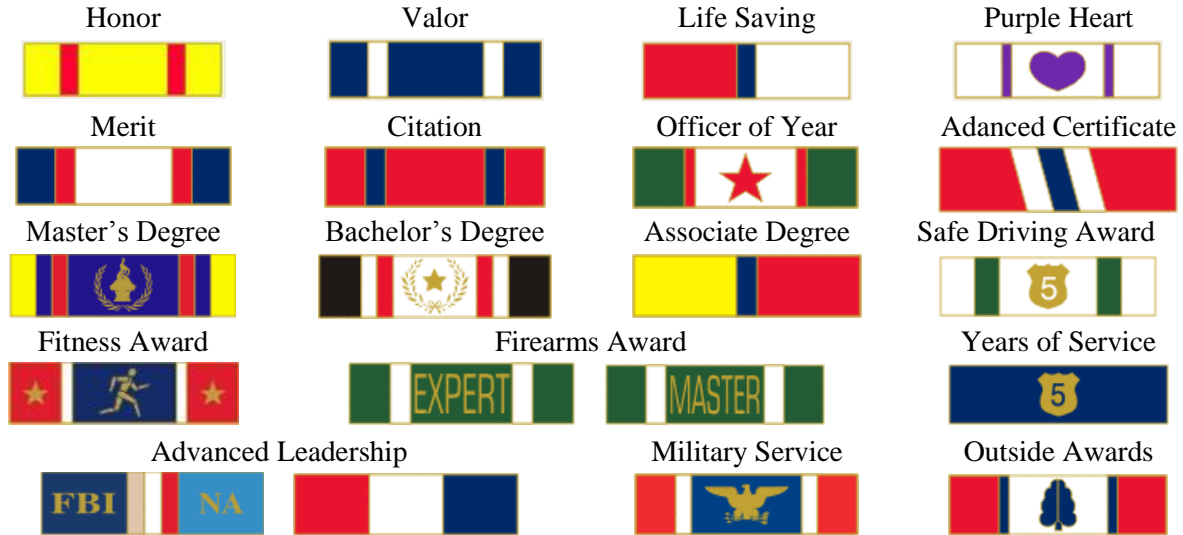 Honor Valor Life Saving Purple Heart
Merit Citation Officer of Year Adanced Certificate
Master's Degree Bachelor's Degree Associate Degree Safe Driving Award
5
Fitness Award Firearms Award Years of Service
EXPERT MASTER 5
Advanced Leadership Military Service Outside Awards
FBI NA